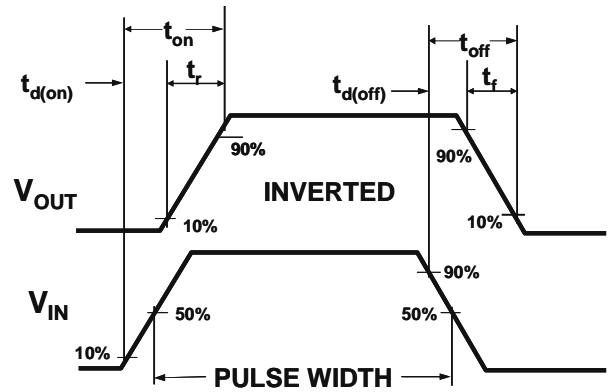 t_on t_off
t_d(on) t_r t_d(off) t_f
90% 90%
V_OUT INVERTED
10% 10%
90%
V_IN 50% 50%
10%
PULSE WIDTH